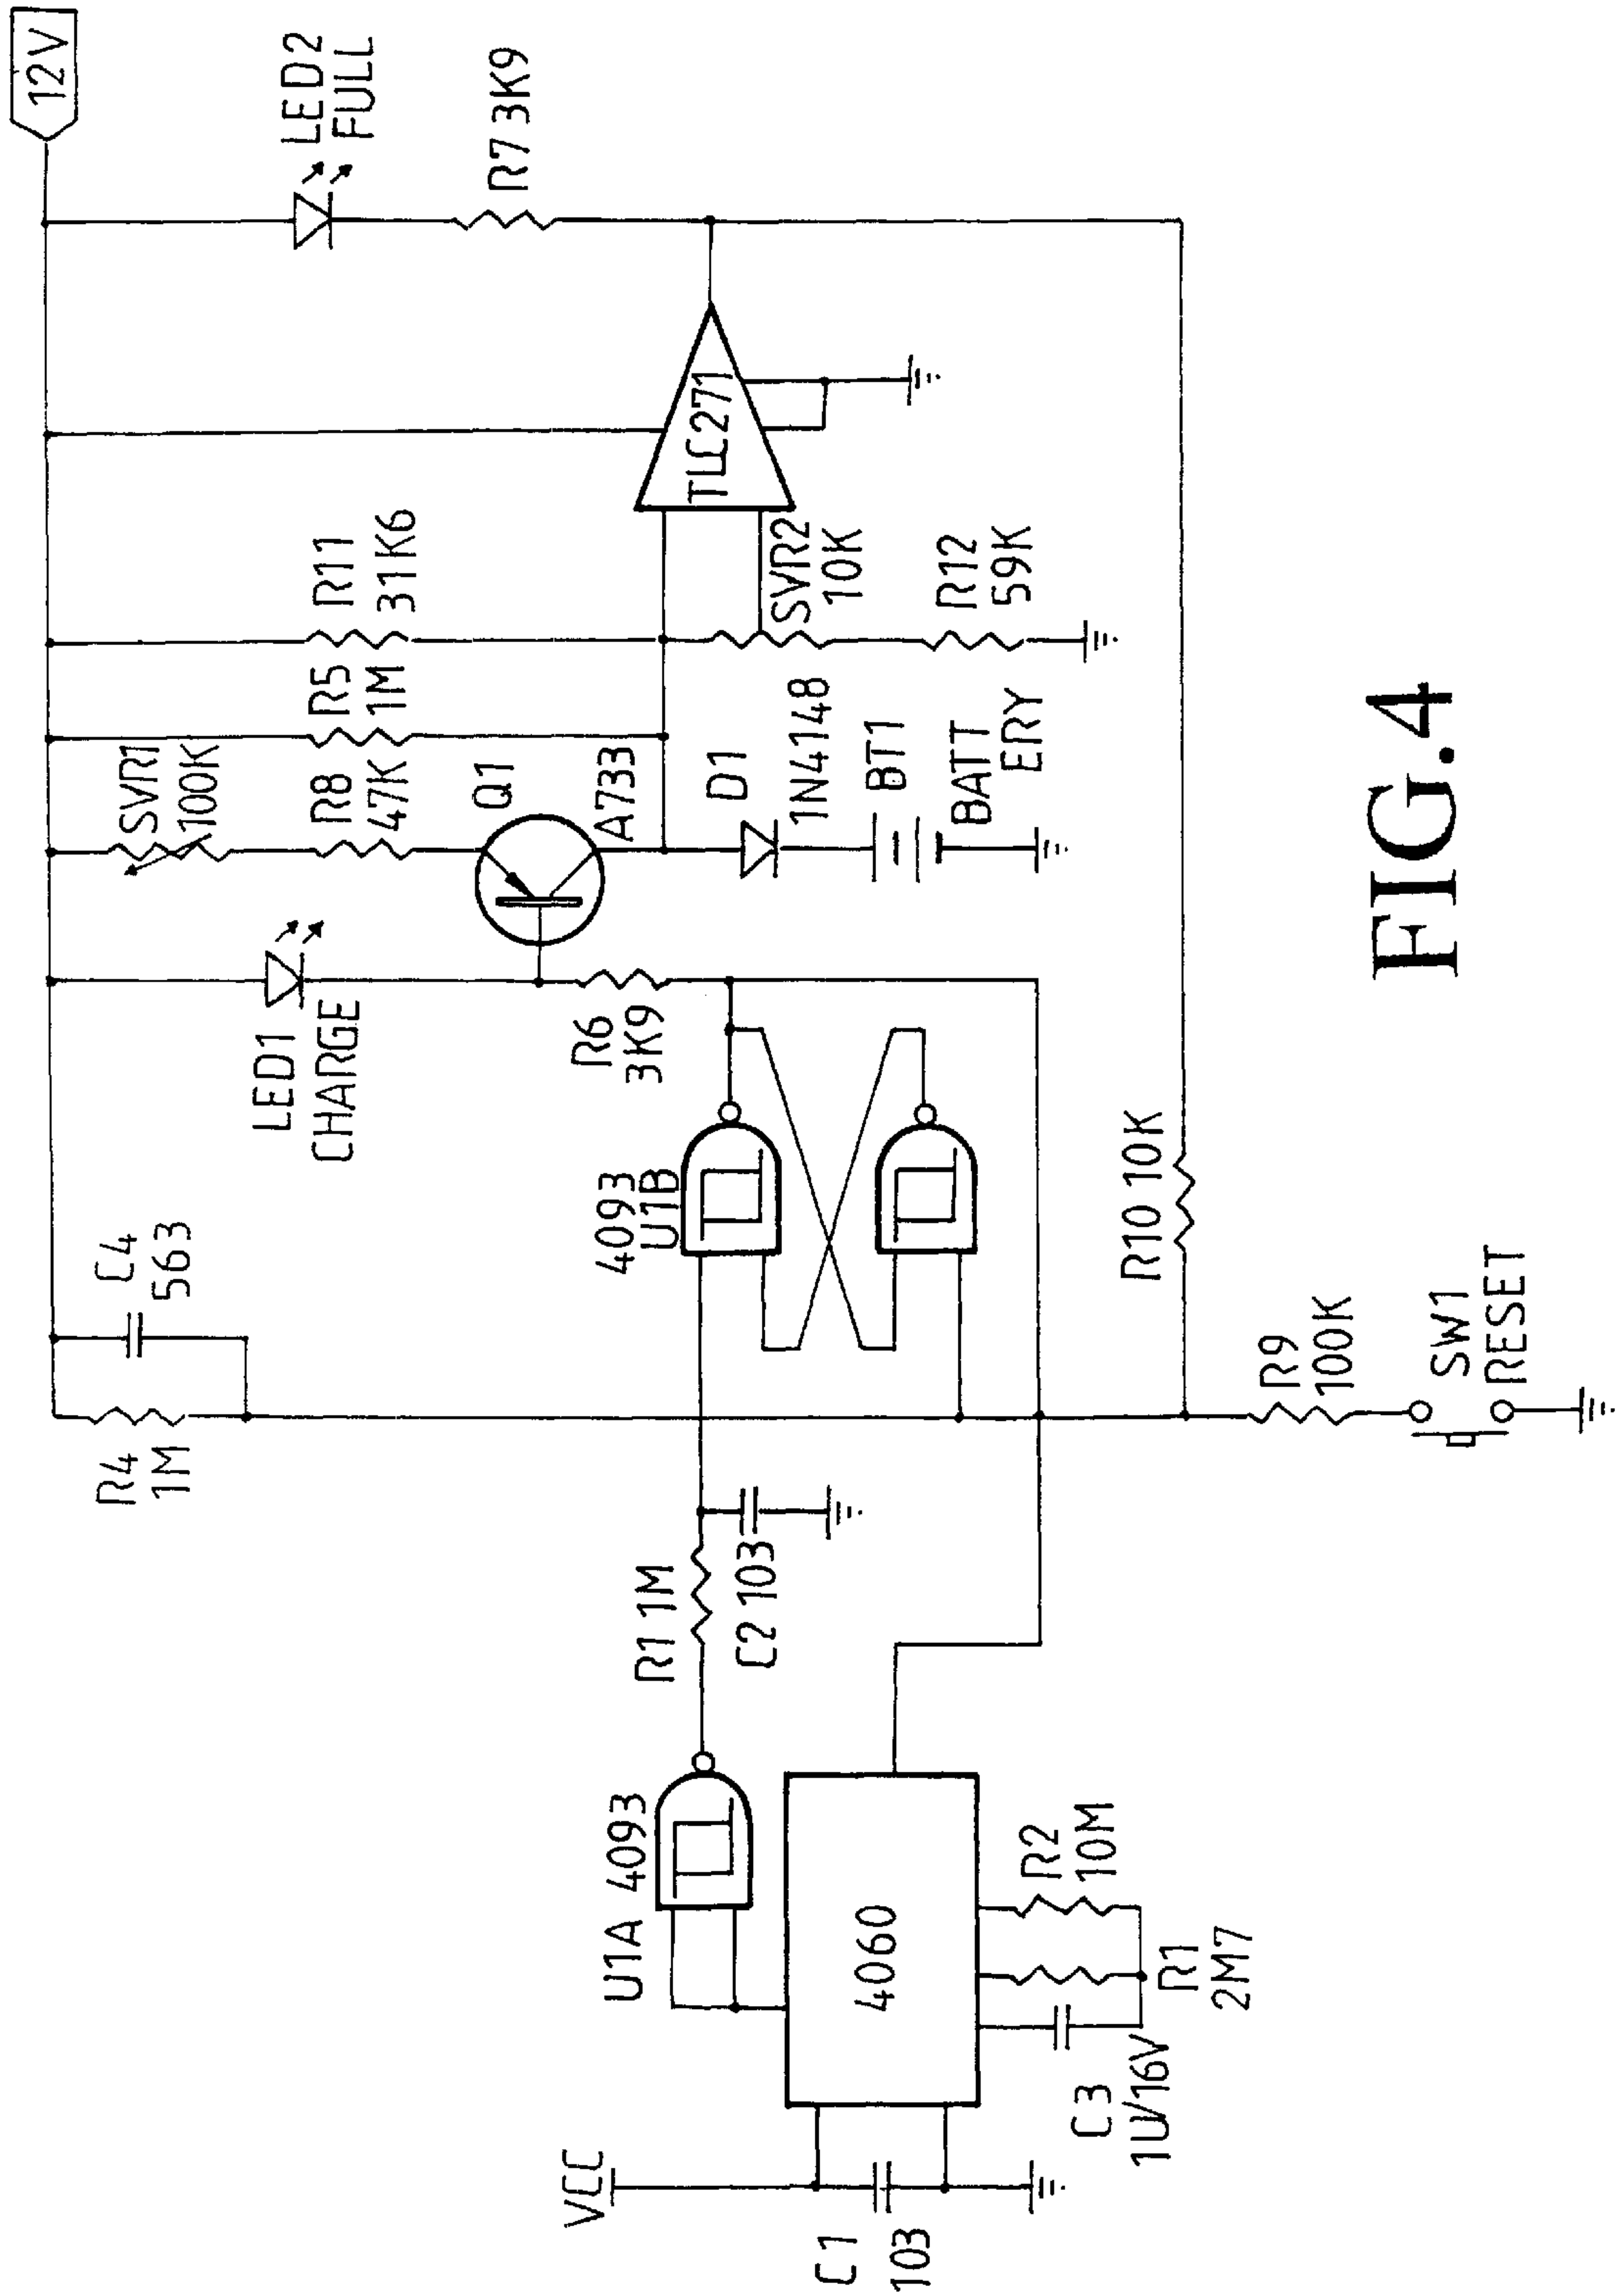 12V
LED2
FULL
R7 3K9
TLC271
R11
31K6
R5
1M
SVR1
100K
R8
47K
Q1
A733
D1
1N4148
BT1
BATT
ERY
SVR2
10K
R12
59K
LED1
CHARGE
R6
3K9
4093
U1B
C4
563
R4
1M
R10 10K
R9
100K
SW1
RESET
R1 1M
C2 103
U1A 4093
4060
R2
10M
R1
2M7
C3
1U/16V
VCC
C1
103
FIG.4